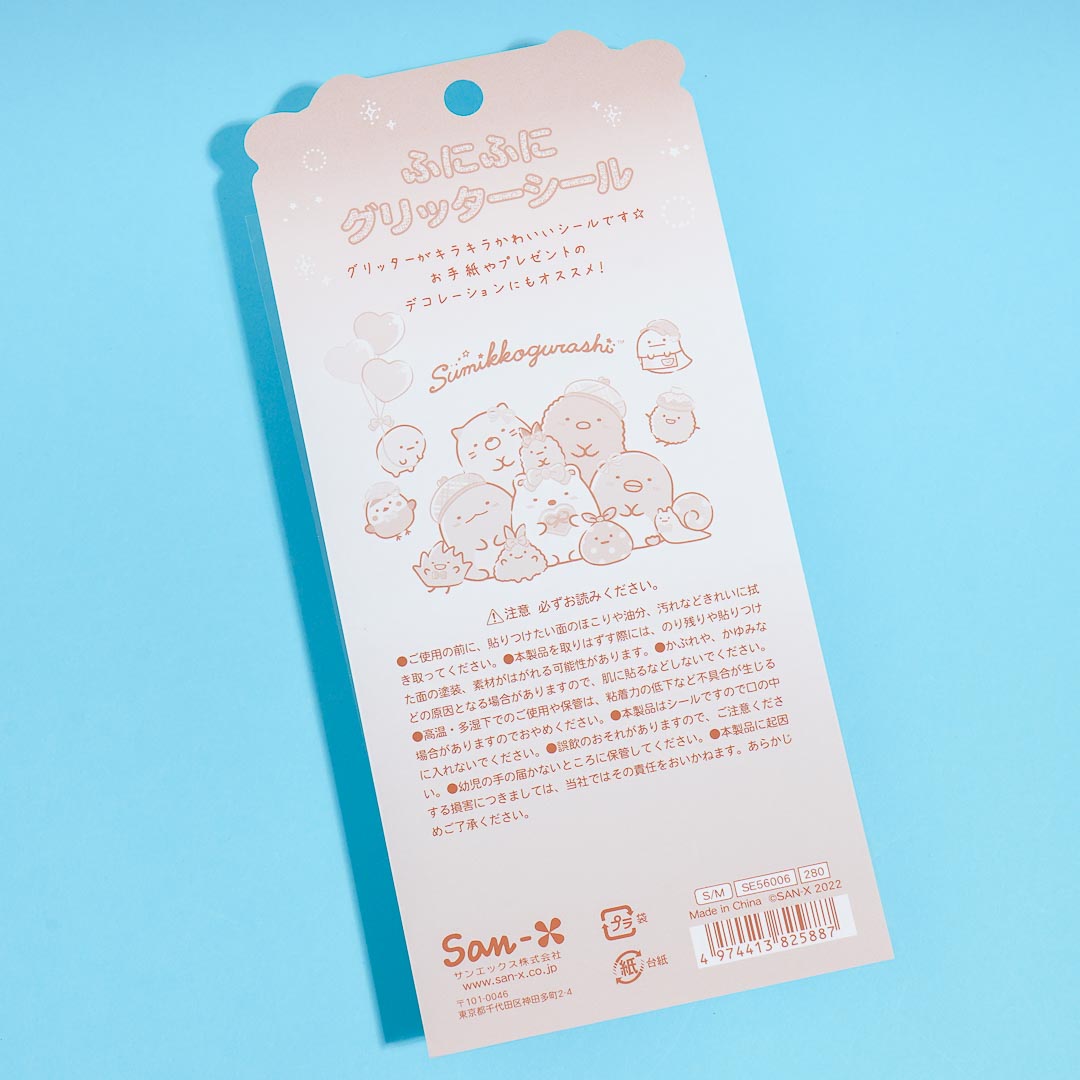 ふにふに
グリッターシール
グリッターがキラキラかわいいシールです☆
お手紙やプレゼントの
デコレーションにもオススメ!
Sumikkogurashi™
⚠注意 必ずお読みください。
●ご使用の前に、貼りつけたい面のほこりや油分、汚れなどきれいに拭
き取ってください。●本製品を取りはずす際には、のり残りや貼りつけ
た面の塗装、素材がはがれる可能性があります。●かぶれや、かゆみな
どの原因となる場合がありますので、肌に貼るなどしないでください。
●高温・多湿下でのご使用や保管は、粘着力の低下など不具合が生じる
場合がありますのでおやめください。●本製品はシールですので口の中
に入れないでください。●誤飲のおそれがありますので、ご注意くださ
い。●幼児の手の届かないところに保管してください。●本製品に起因
する損害につきましては、当社ではその責任をおいかねます。あらかじ
めご了承ください。
S/M SE56006 280
Made in China ©SAN-X 2022
4 974413 825887
San-X
サンエックス株式会社
www.san-x.co.jp
〒101-0046
東京都千代田区神田多町2-4
プラ 袋
紙 台紙